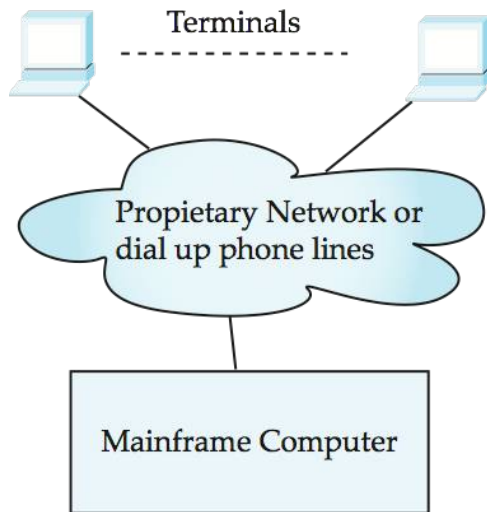 Terminals
Propietary Network or
dial up phone lines
Mainframe Computer